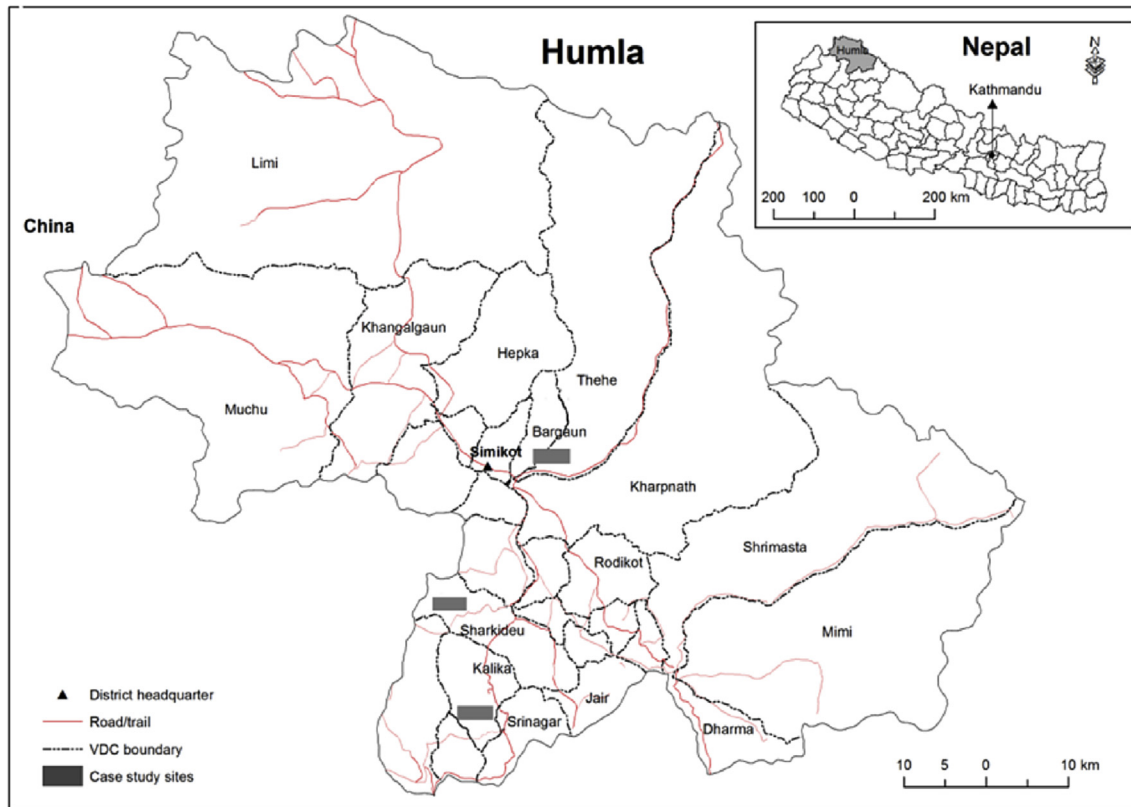 Humla
Nepal
N
Humla
Kathmandu
200 100 0 200 km
Limi
China
Khangalgaun
Hepka
Thehe
Muchu
Bargaun
Simikot
Kharpnath
Shrimasta
Rodikot
Mimi
Sharkideu
Kalika
Jair
Srinagar
Dharma
District headquarter
Road/trail
VDC boundary
Case study sites
10 5 0 10 km